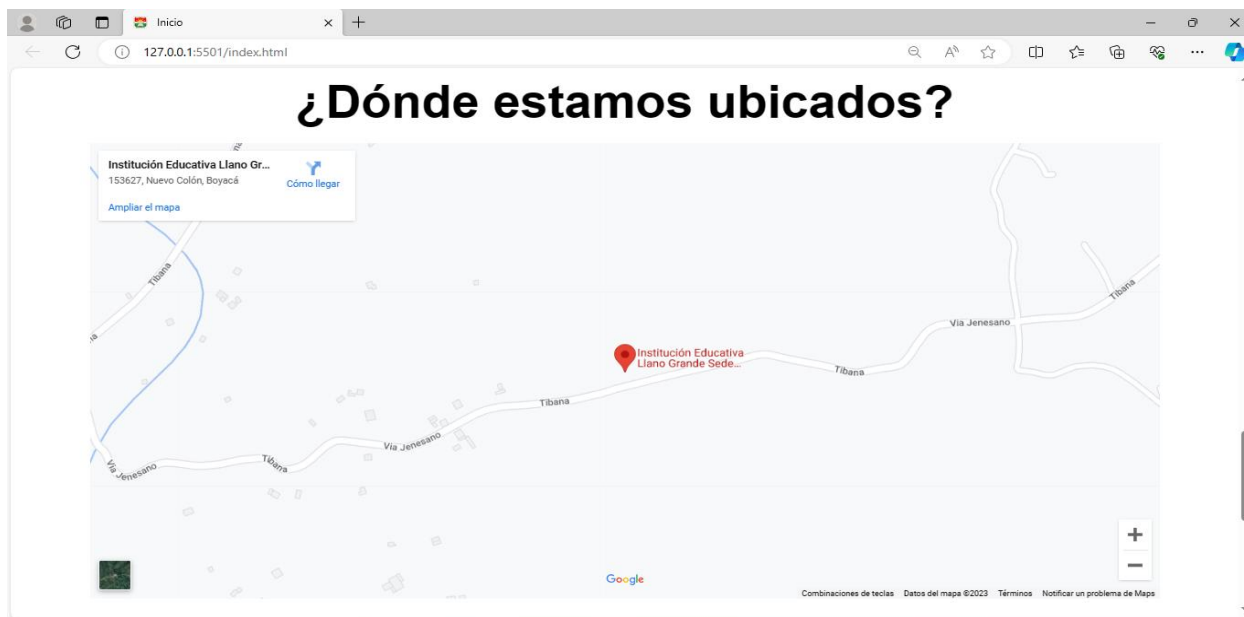 Inicio
127.0.0.1:5501/index.html
¿Dónde estamos ubicados?
Institución Educativa Llano Gr...
153627, Nuevo Colón, Boyacá
Cómo llegar
Ampliar el mapa
Tibana
Tibana
Via Jenesano
Institución Educativa
Llano Grande Sede...
Tibana
Tibana
Via Jenesano
Tibana
Via Jenesano
Google
Combinaciones de teclas Datos del mapa ©2023 Términos Notificar un problema de Maps